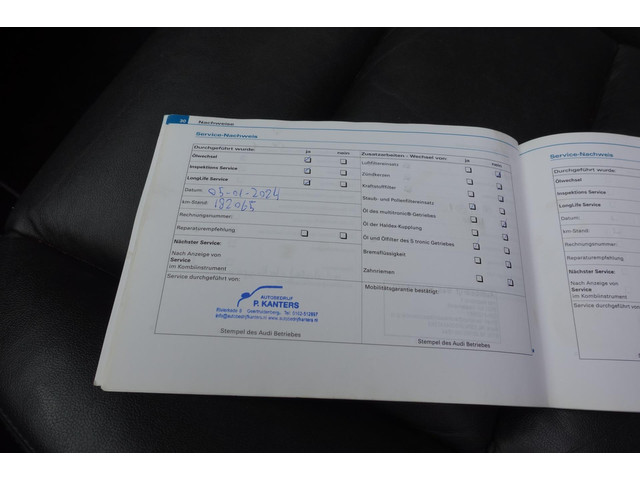 30 Nachweise
Service-Nachweis
Durchgeführt wurde: ja nein
Ölwechsel
Inspektions Service
LongLife Service
Datum: 05-01-2024
km-Stand: 182065
Rechnungsnummer:
Reparaturempfehlung
Nächster Service:
Nach Anzeige von
Service
im Kombiinstrument
Service durchgeführt von:
AUTOBEDRIJF
P. KANTERS
Stempel des Audi Betriebes
Zusatzarbeiten - Wechsel von: ja nein
Luftfiltereinsatz
Zündkerzen
Kraftstofffilter
Staub- und Pollenfiltereinsatz
Öl des multitronic® Getriebes
Öl der Haldex-Kupplung
Öl und Ölfilter des S tronic Getriebes
Bremsflüssigkeit
Zahnriemen
Mobilitätsgarantie bestätigt:
Stempel des Audi Betriebes
Service-Nachweis
Durchgeführt wurde:
Ölwechsel
Inspektions Service
LongLife Service
Datum:
km-Stand:
Rechnungsnummer:
Reparaturempfehlung
Nächster Service:
Nach Anzeige von
Service
im Kombiinstrument
Service durchgeführt von: